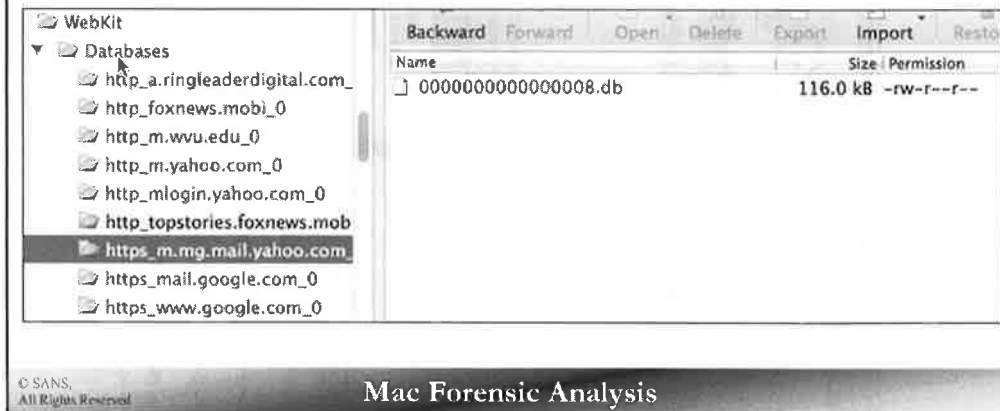 WebKit
Databases
http_a.ringleaderdigital.com_
http_foxnews.mobi_0
http_m.wvu.edu_0
http_m.yahoo.com_0
http_mlogin.yahoo.com_0
http_topstories.foxnews.mob
https_m.mg.mail.yahoo.com_
https_mail.google.com_0
https_www.google.com_0
Backward Forward Open Delete Export Import Resto
Name Size Permission
0000000000000008.db 116.0 kB -rw-r--r--
© SANS,
All Rights Reserved
Mac Forensic Analysis